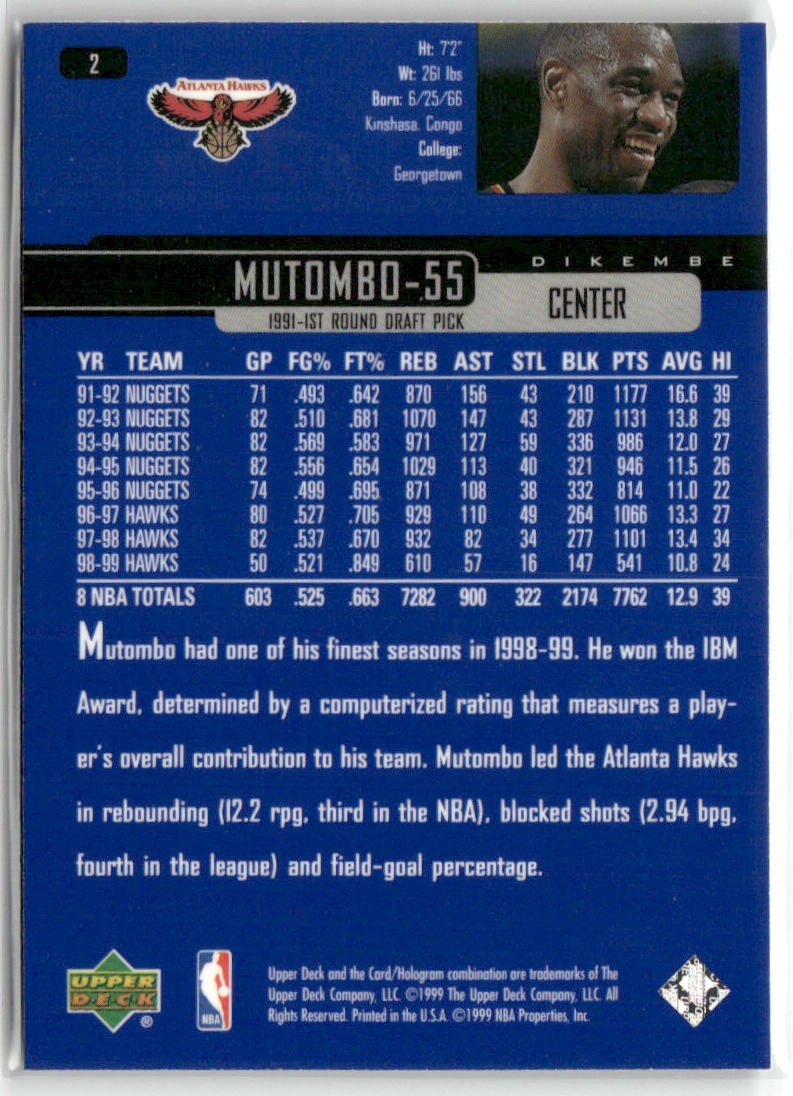 2
ATLANTA HAWKS
Ht: 7'2"
Wt: 261 lbs
Born: 6/25/66
Kinshasa, Congo
College:
Georgetown
DIKEMBE
MUTOMBO-55
CENTER
1991-1ST ROUND DRAFT PICK
YR TEAM GP FG% FT% REB AST STL BLK PTS AVG HI
91-92 NUGGETS 71 .493 .642 870 156 43 210 1177 16.6 39
92-93 NUGGETS 82 .510 .681 1070 147 43 287 1131 13.8 29
93-94 NUGGETS 82 .569 .583 971 127 59 336 986 12.0 27
94-95 NUGGETS 82 .556 .654 1029 113 40 321 946 11.5 26
95-96 NUGGETS 74 .499 .695 871 108 38 332 814 11.0 22
96-97 HAWKS 80 .527 .705 929 110 49 264 1066 13.3 27
97-98 HAWKS 82 .537 .670 932 82 34 277 1101 13.4 34
98-99 HAWKS 50 .521 .849 610 57 16 147 541 10.8 24
8 NBA TOTALS 603 .525 .663 7282 900 322 2174 7762 12.9 39
Mutombo had one of his finest seasons in 1998-99. He won the IBM
Award, determined by a computerized rating that measures a play-
er's overall contribution to his team. Mutombo led the Atlanta Hawks
in rebounding (12.2 rpg, third in the NBA), blocked shots (2.94 bpg,
fourth in the league) and field-goal percentage.
UPPER
DECK
®
NBA
Upper Deck and the Card/Hologram combination are trademarks of The
Upper Deck Company, LLC. ©1999 The Upper Deck Company, LLC. All
Rights Reserved. Printed in the U.S.A. ©1999 NBA Properties, Inc.